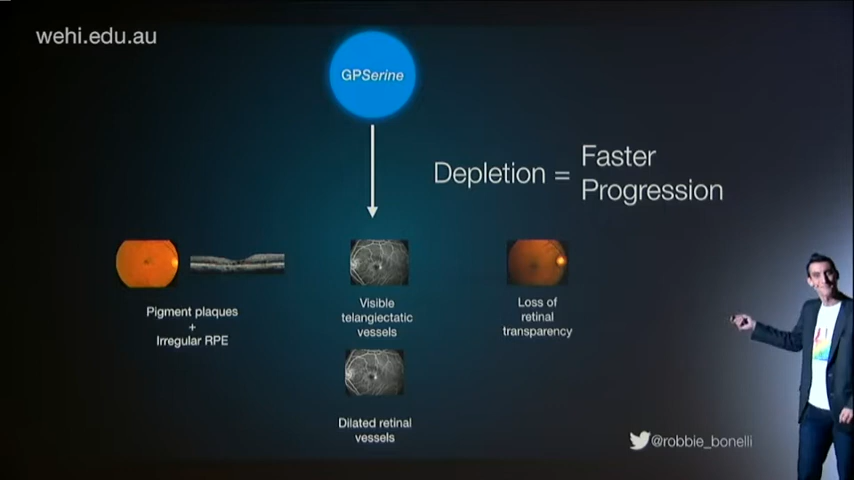 wehi.edu.au
GPSerine
Depletion = Faster
Progression
Pigment plaques
+
Irregular RPE
Visible
telangiectatic
vessels
Loss of
retinal
transparency
Dilated retinal
vessels
@robbie_bonelli